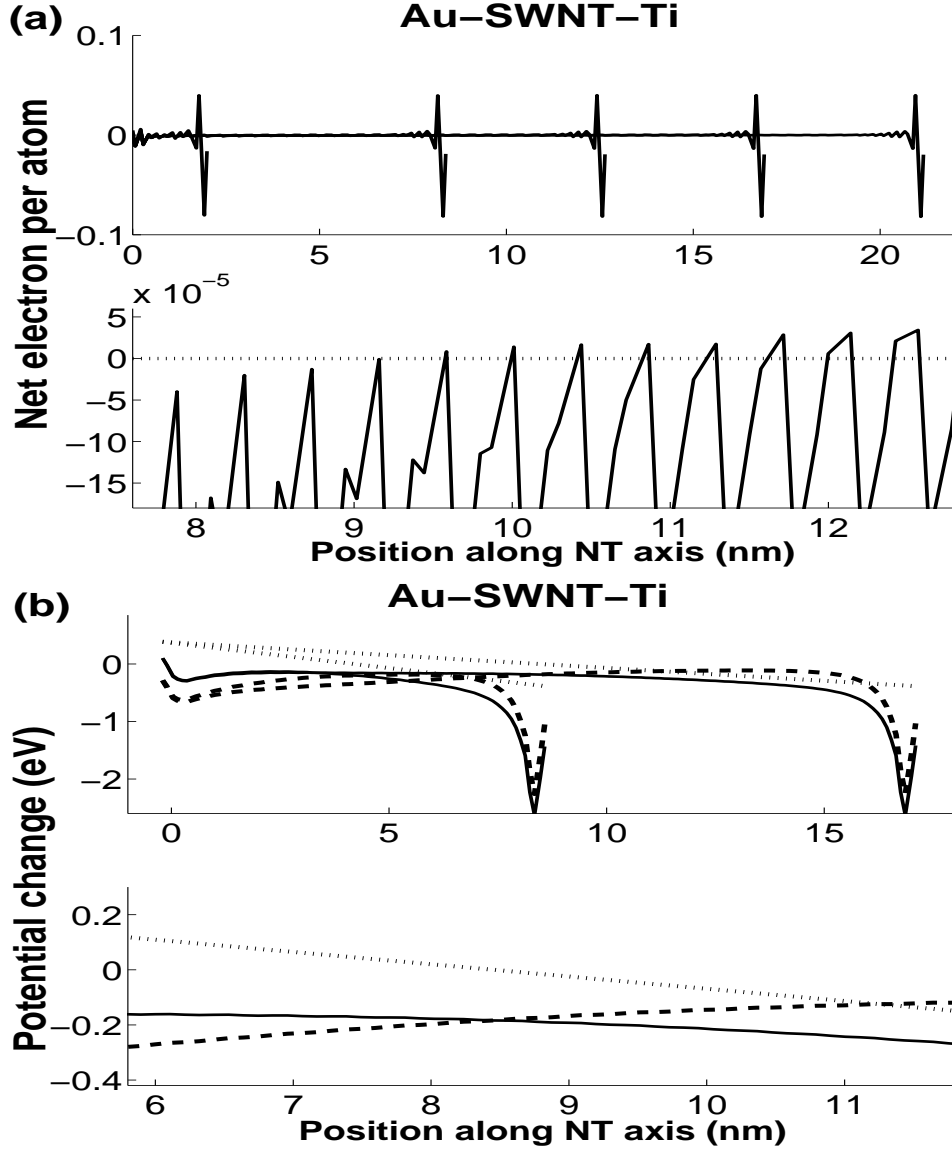 (a)
Au−SWNT−Ti
Net electron per atom
0.1
0
−0.1
0 5 10 15 20
x 10⁻⁵
5
0
−5
−10
−15
8 9 10 11 12
Position along NT axis (nm)
(b)
Au−SWNT−Ti
Potential change (eV)
0
−1
−2
0 5 10 15
0.2
0
−0.2
−0.4
6 7 8 9 10 11
Position along NT axis (nm)